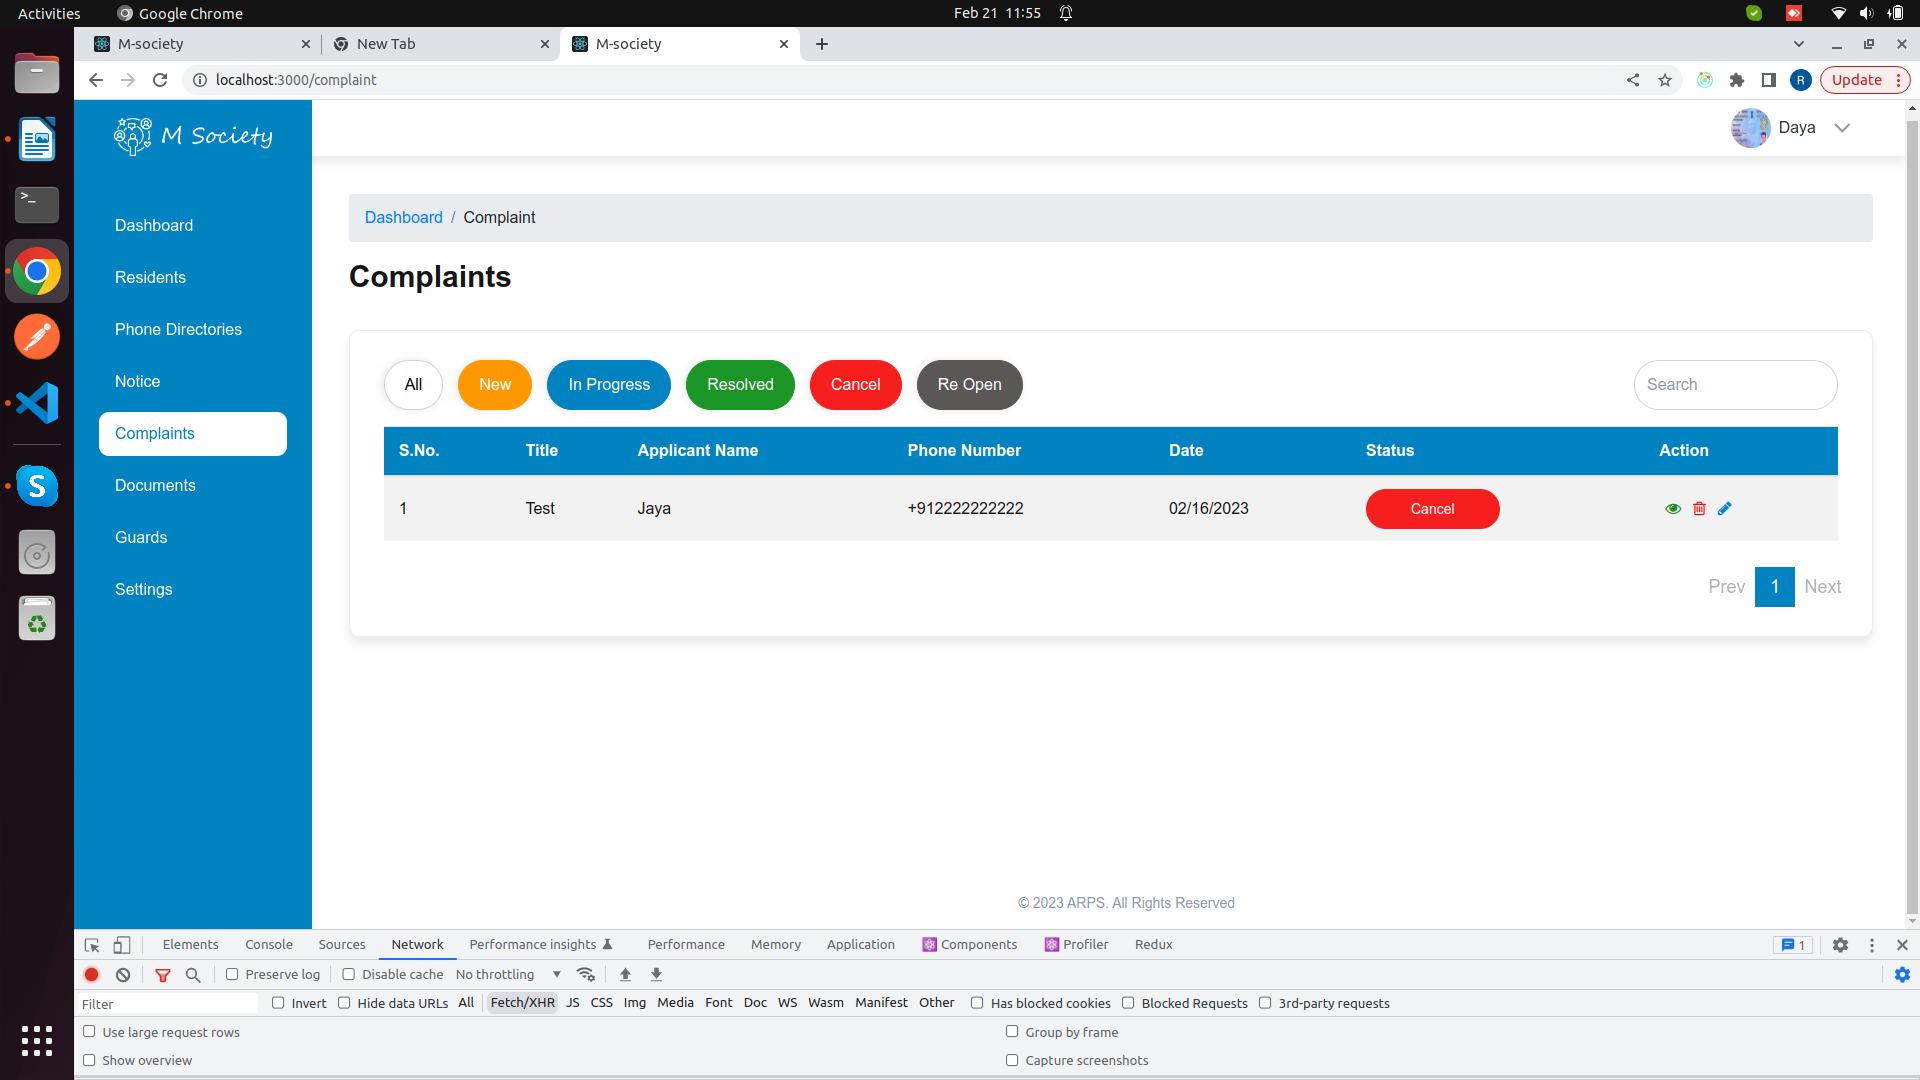 Activities
Google Chrome
Feb 21 11:55
M-society
New Tab
M-society
localhost:3000/complaint
R
Update
M Society
Daya
Dashboard
Residents
Phone Directories
Notice
Complaints
Documents
Guards
Settings
Dashboard / Complaint
Complaints
All
New
In Progress
Resolved
Cancel
Re Open
Search
S.No. Title Applicant Name Phone Number Date Status Action
1 Test Jaya +912222222222 02/16/2023 Cancel
Prev 1 Next
© 2023 ARPS. All Rights Reserved
Elements Console Sources Network Performance insights Performance Memory Application Components Profiler Redux 1
Preserve log Disable cache No throttling
Filter Invert Hide data URLs All Fetch/XHR JS CSS Img Media Font Doc WS Wasm Manifest Other Has blocked cookies Blocked Requests 3rd-party requests
Use large request rows Group by frame
Show overview Capture screenshots